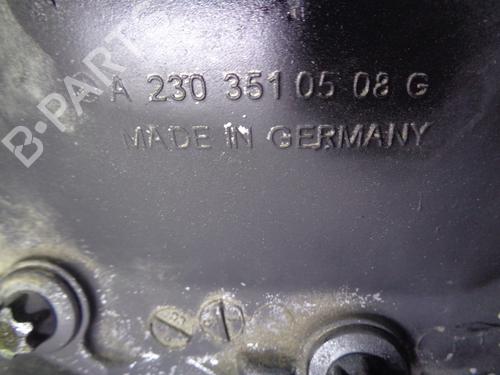 B-PARTS
A 230 351 05 08 G
MADE IN GERMANY